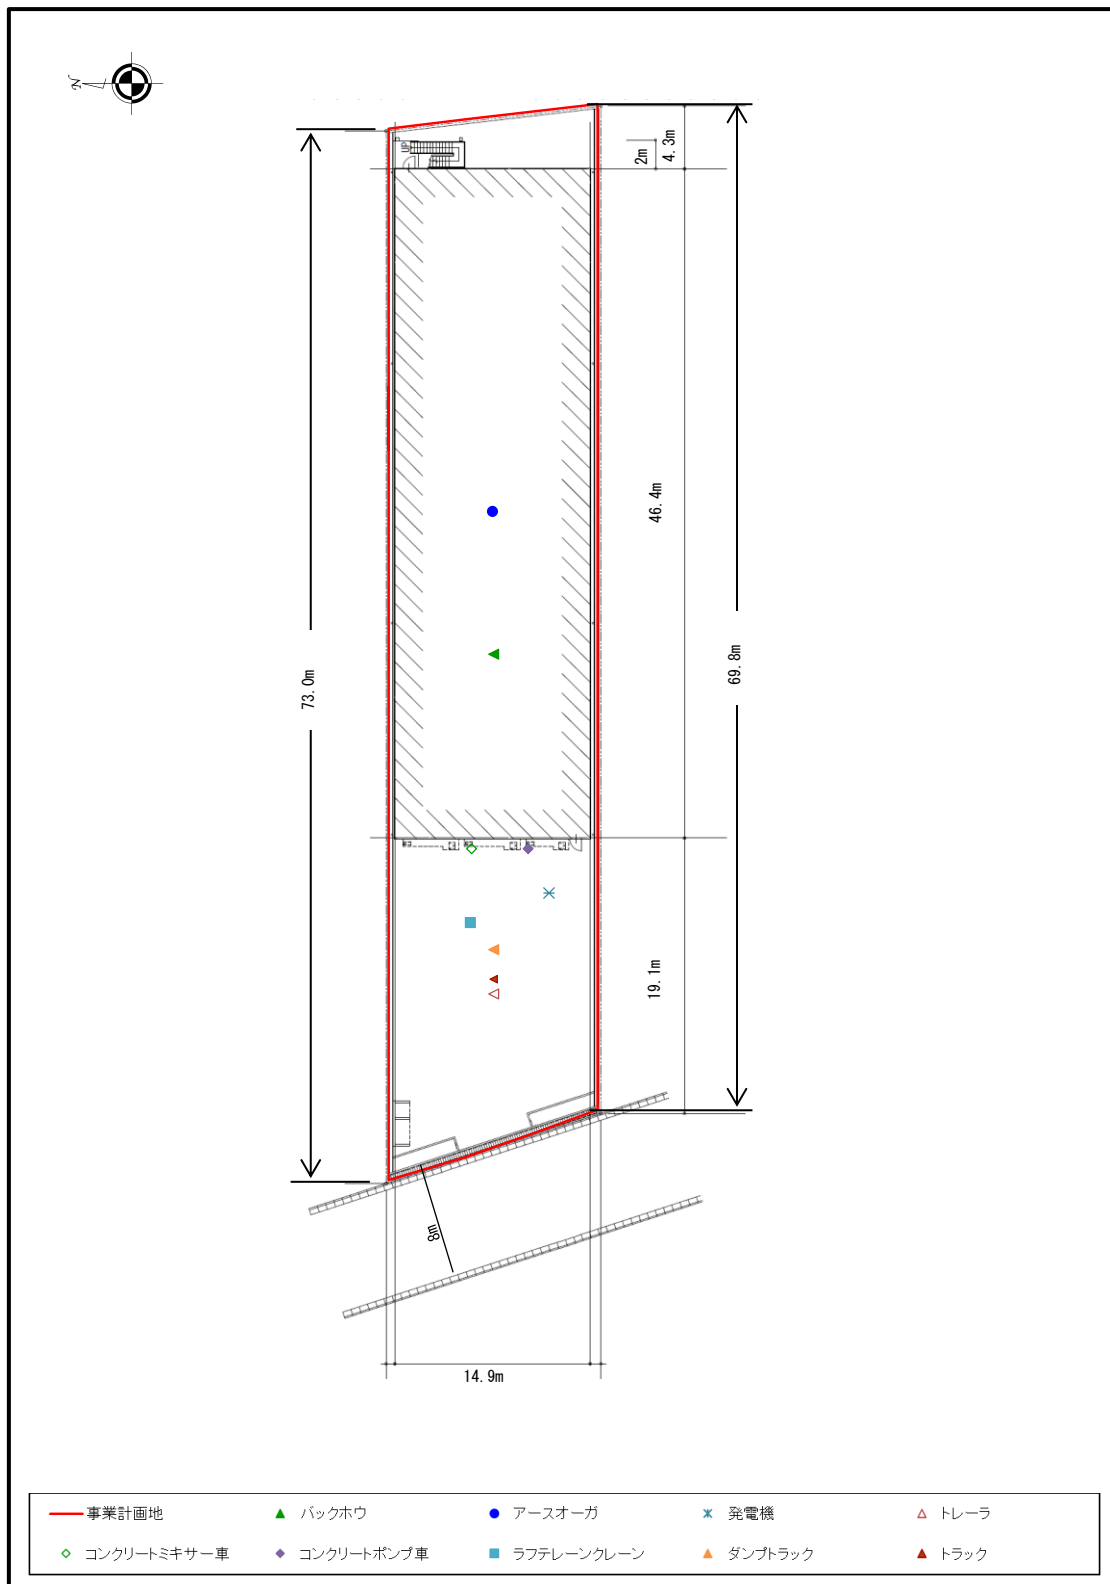 N
UP
2m
4.3m
46.4m
73.0m
69.8m
19.1m
8m
14.9m
事業計画地 バックホウ アースオーガ 発電機 トレーラ
コンクリートミキサー車 コンクリートポンプ車 ラフテレーンクレーン ダンプトラック トラック